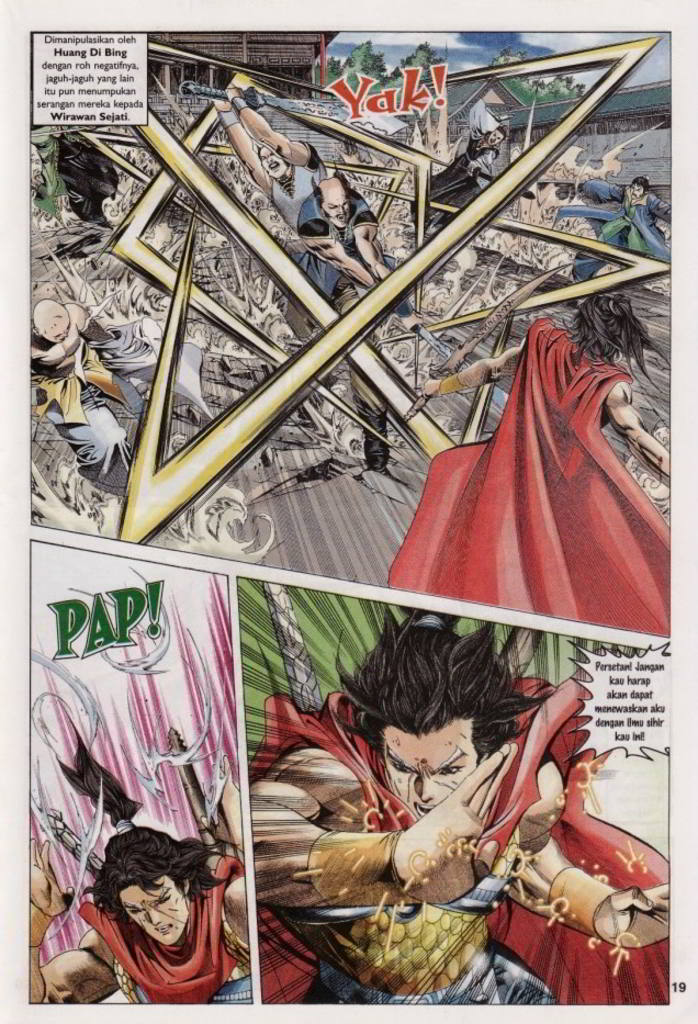 Dimanipulasikan oleh
Huang Di Bing
dengan roh negatifnya,
jaguh-jaguh yang lain
itu pun menumpukan
serangan mereka kepada
Wirawan Sejati.
Yak!
PAP!
Persetan! Jangan
kau harap
akan dapat
menewaskan aku
dengan ilmu sihir
kau ini!
19